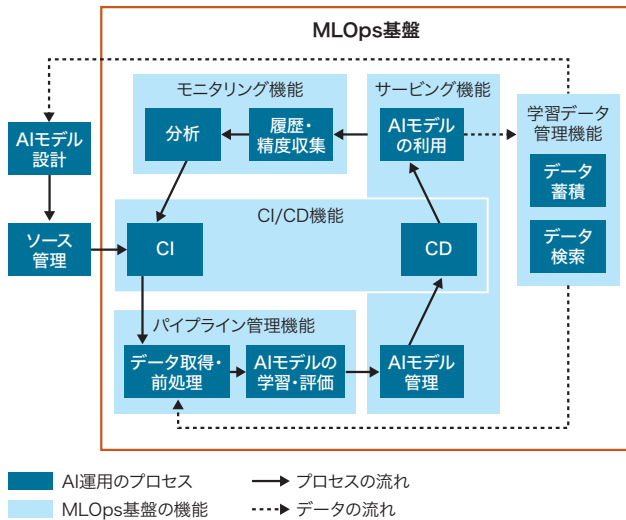 MLOps基盤
モニタリング機能
サービング機能
学習データ
管理機能
AIモデル
設計
分析
履歴・
精度収集
AIモデル
の利用
データ
蓄積
CI/CD機能
ソース
管理
CI
CD
データ
検索
パイプライン管理機能
データ取得・
前処理
AIモデルの
学習・評価
AIモデル
管理
AI運用のプロセス
プロセスの流れ
MLOps基盤の機能
データの流れ